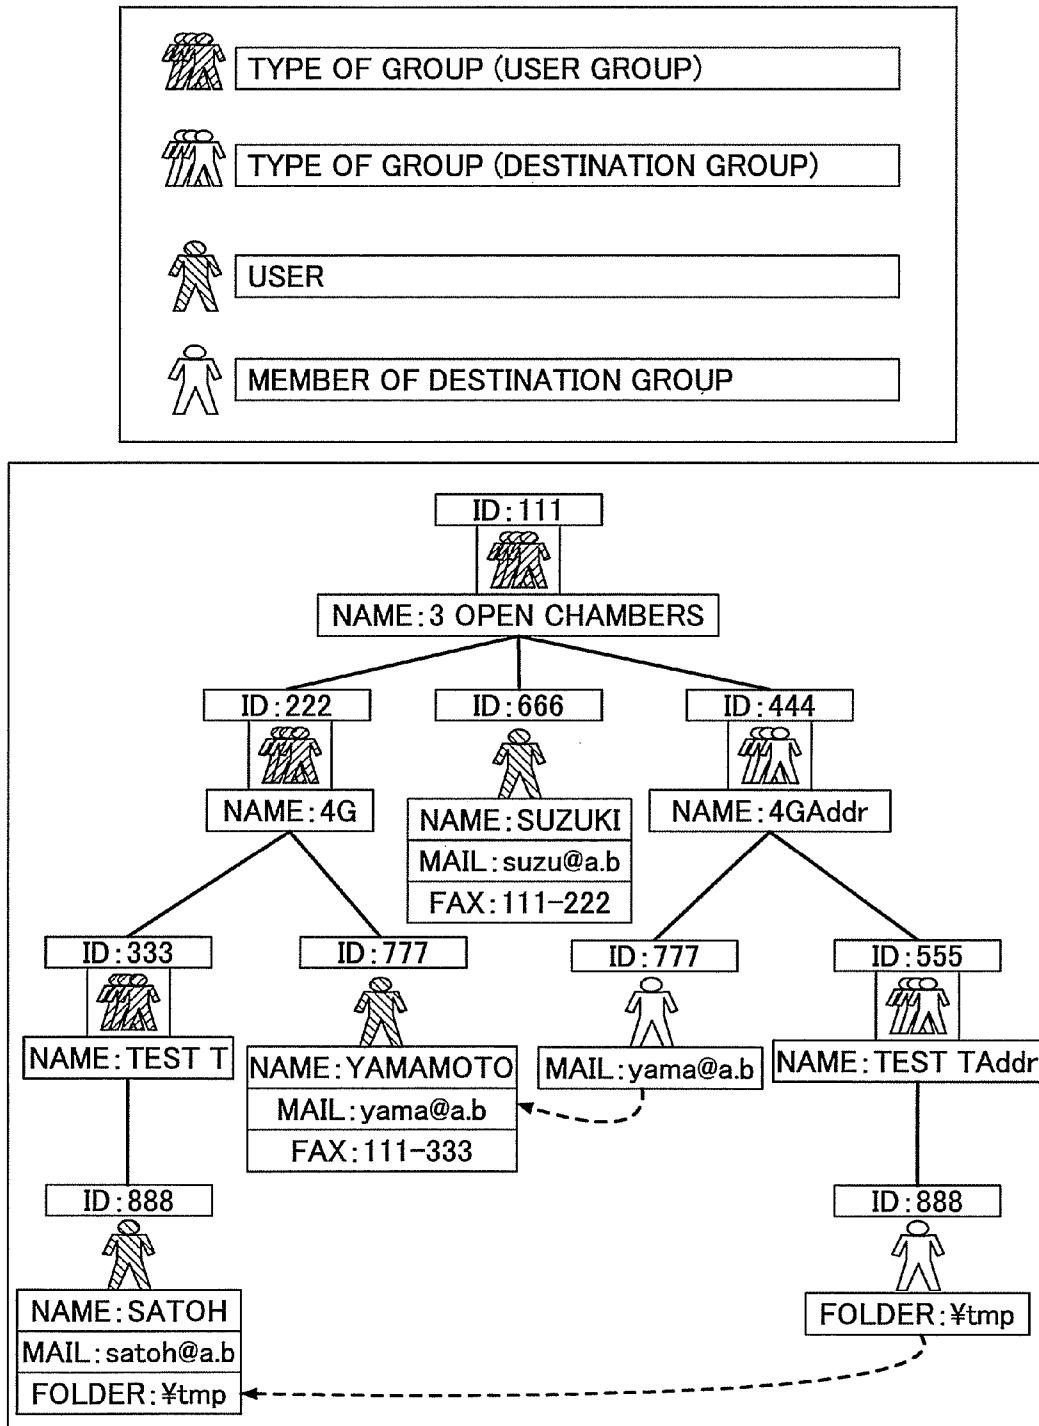 TYPE OF GROUP (USER GROUP)
TYPE OF GROUP (DESTINATION GROUP)
USER
MEMBER OF DESTINATION GROUP
ID:111
NAME:3 OPEN CHAMBERS
ID:222
ID:666
ID:444
NAME:4G
NAME:SUZUKI
MAIL:suzu@a.b
FAX:111-222
NAME:4GAddr
ID:333
ID:777
ID:777
ID:555
NAME:TEST T
NAME:YAMAMOTO
MAIL:yama@a.b
FAX:111-333
MAIL:yama@a.b
NAME:TEST TAddr
ID:888
ID:888
NAME:SATOH
MAIL:satoh@a.b
FOLDER:¥tmp
FOLDER:¥tmp